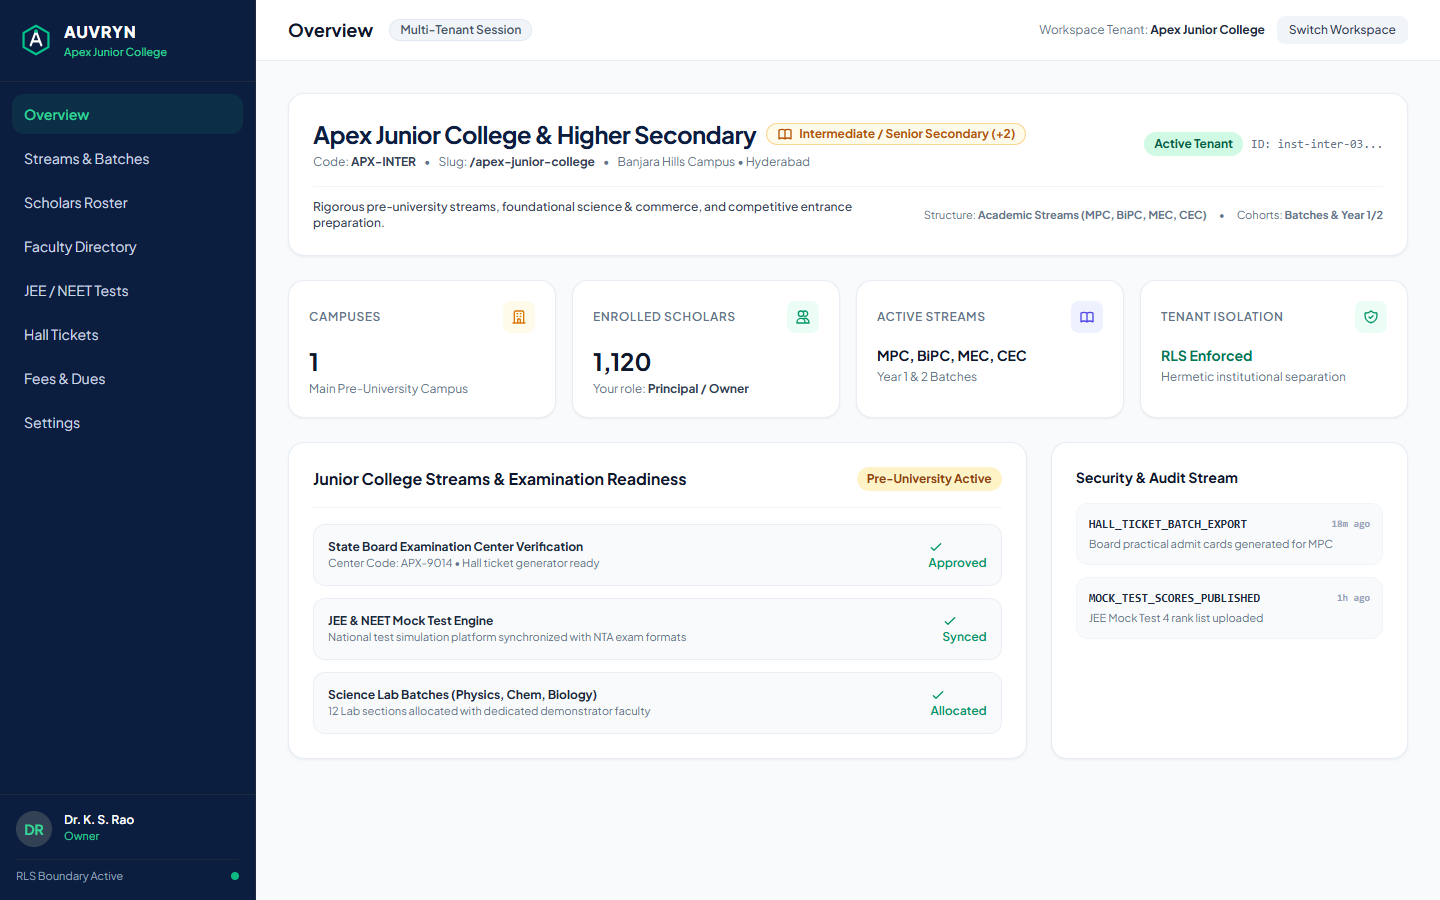 AUVRYN
Apex Junior College
Overview
Streams & Batches
Scholars Roster
Faculty Directory
JEE / NEET Tests
Hall Tickets
Fees & Dues
Settings
DR
Dr. K. S. Rao
Owner
RLS Boundary Active
Overview
Multi-Tenant Session
Workspace Tenant: Apex Junior College
Switch Workspace
Apex Junior College & Higher Secondary
Intermediate / Senior Secondary (+2)
Code: APX-INTER • Slug: /apex-junior-college • Banjara Hills Campus • Hyderabad
Active Tenant
ID: inst-inter-03...
Rigorous pre-university streams, foundational science & commerce, and competitive entrance
preparation.
Structure: Academic Streams (MPC, BiPC, MEC, CEC) • Cohorts: Batches & Year 1/2
CAMPUSES
1
Main Pre-University Campus
ENROLLED SCHOLARS
1,120
Your role: Principal / Owner
ACTIVE STREAMS
MPC, BiPC, MEC, CEC
Year 1 & 2 Batches
TENANT ISOLATION
RLS Enforced
Hermetic institutional separation
Junior College Streams & Examination Readiness
Pre-University Active
State Board Examination Center Verification
Center Code: APX-9014 • Hall ticket generator ready
Approved
JEE & NEET Mock Test Engine
National test simulation platform synchronized with NTA exam formats
Synced
Science Lab Batches (Physics, Chem, Biology)
12 Lab sections allocated with dedicated demonstrator faculty
Allocated
Security & Audit Stream
HALL_TICKET_BATCH_EXPORT
18m ago
Board practical admit cards generated for MPC
MOCK_TEST_SCORES_PUBLISHED
1h ago
JEE Mock Test 4 rank list uploaded